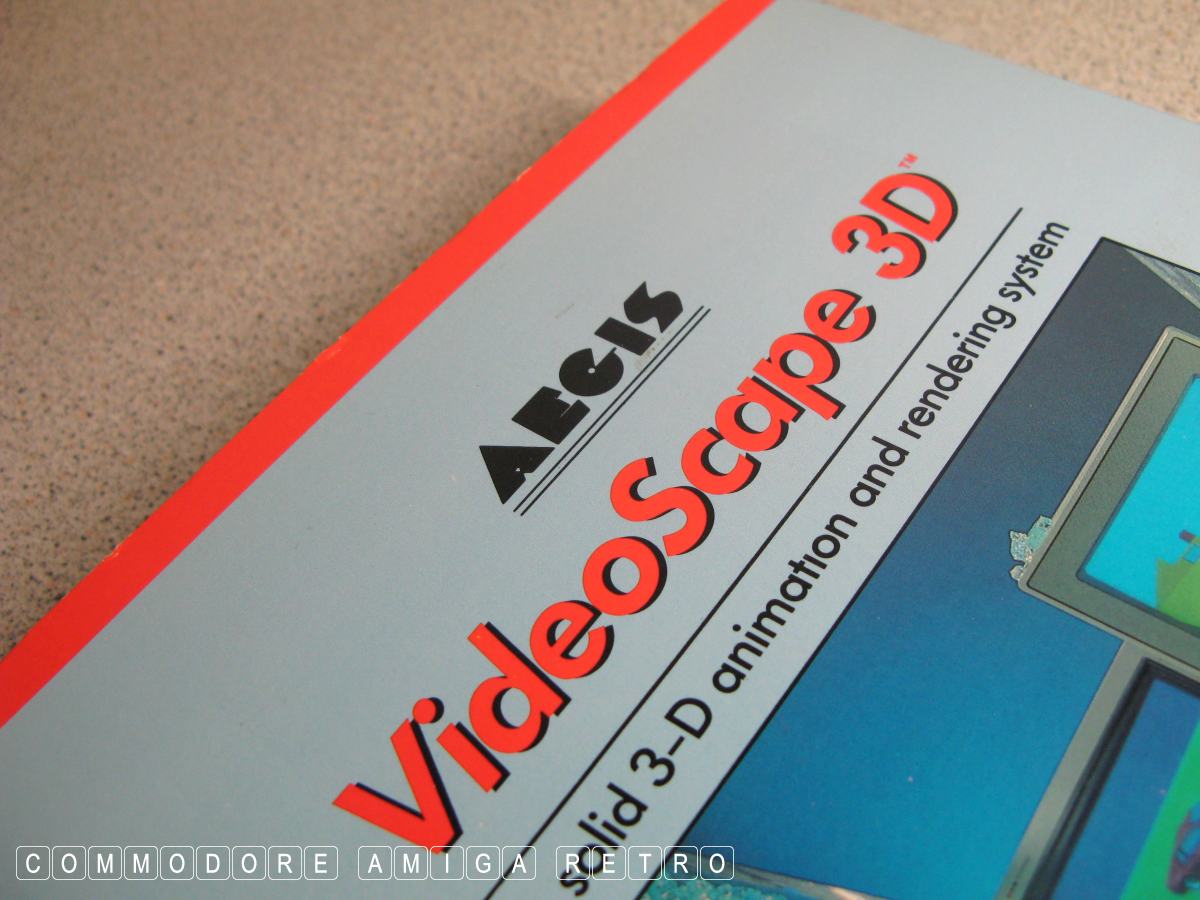 AEGIS
VideoScape 3D™
solid 3-D animation and rendering system
COMMODORE AMIGA RETRO